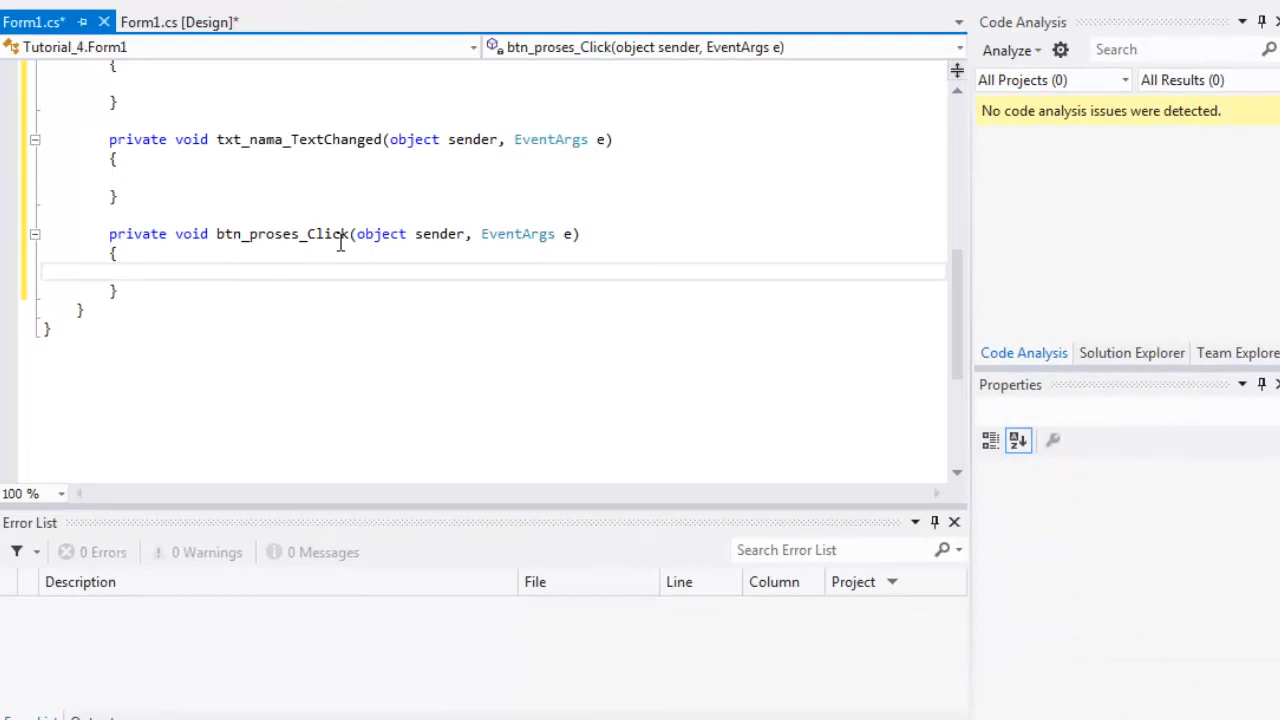 Form1.cs* Form1.cs [Design]* Code Analysis
Tutorial_4.Form1 btn_proses_Click(object sender, EventArgs e) Analyze Search
{
All Projects (0) All Results (0)
}
No code analysis issues were detected.
private void txt_nama_TextChanged(object sender, EventArgs e)
{
}
private void btn_proses_Click(object sender, EventArgs e)
{
}
}
}
Code Analysis Solution Explorer Team Explore
Properties
100 %
Error List
0 Errors 0 Warnings 0 Messages Search Error List
Description File Line Column Project